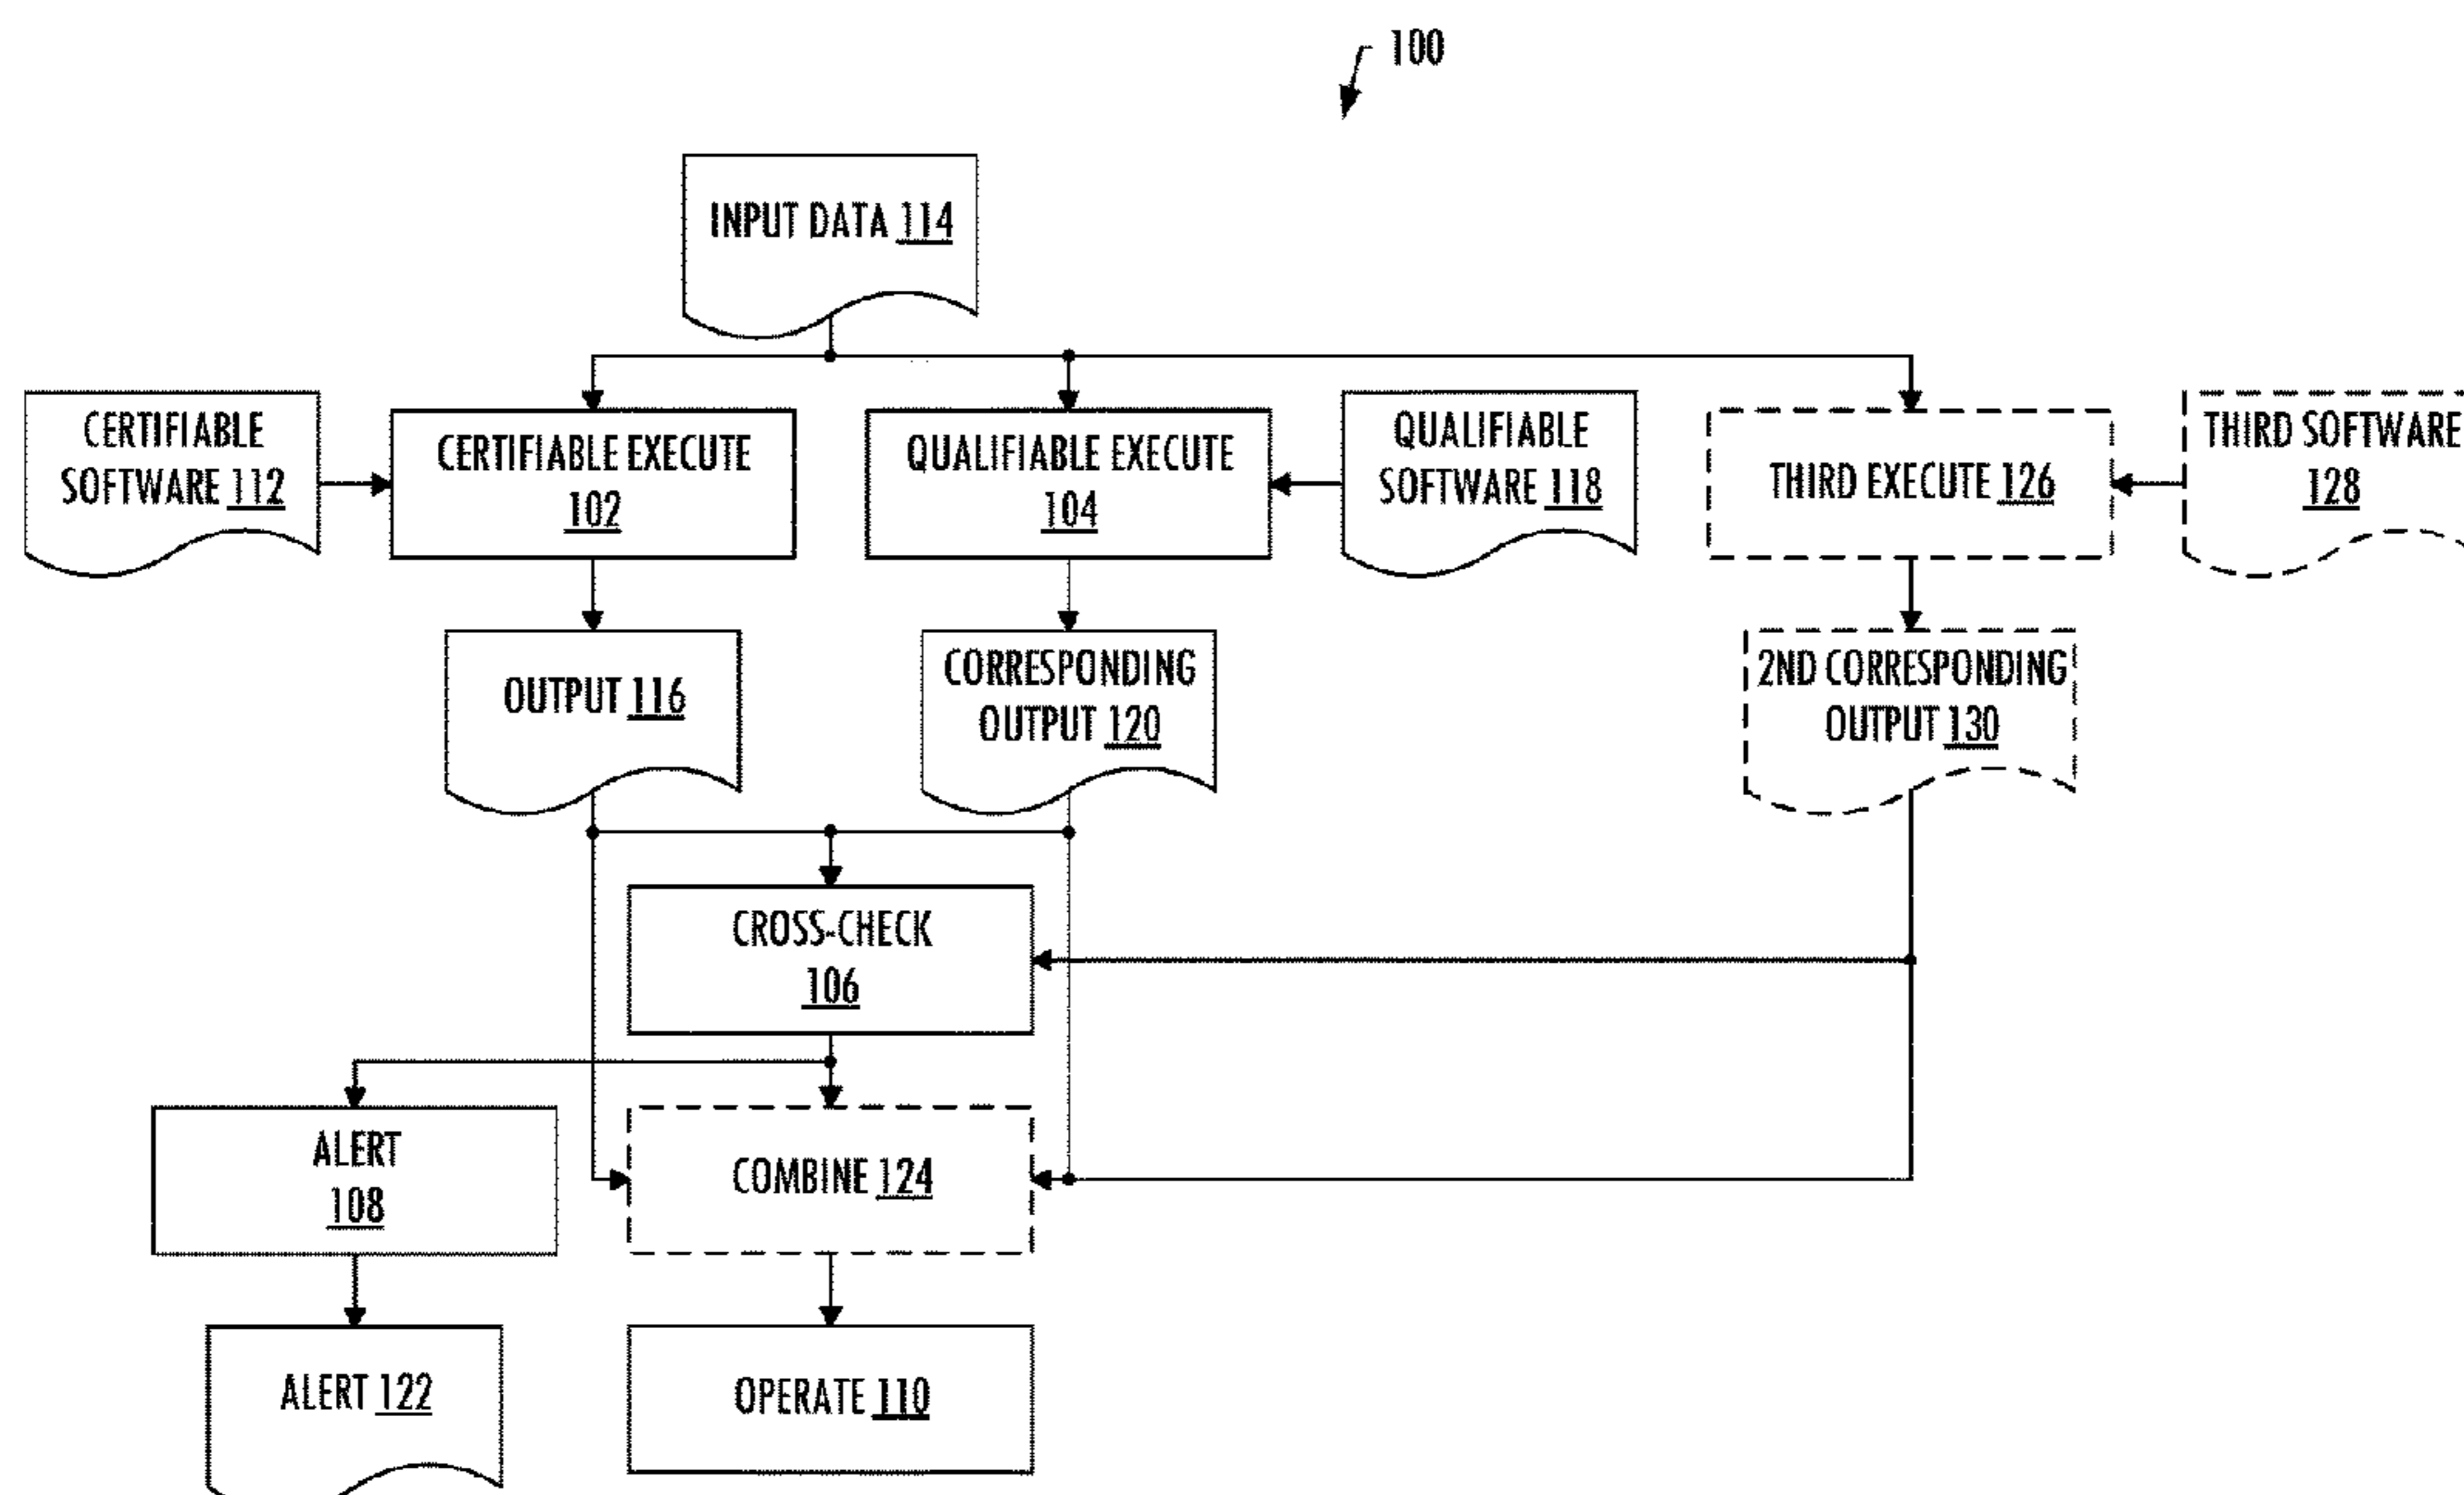 100
INPUT DATA 114
CERTIFIABLE
SOFTWARE 112
CERTIFIABLE EXECUTE
102
QUALIFIABLE EXECUTE
104
QUALIFIABLE
SOFTWARE 118
THIRD EXECUTE 126
THIRD SOFTWARE
128
OUTPUT 116
CORRESPONDING
OUTPUT 120
2ND CORRESPONDING
OUTPUT 130
CROSS-CHECK
106
ALERT
108
COMBINE 124
ALERT 122
OPERATE 110